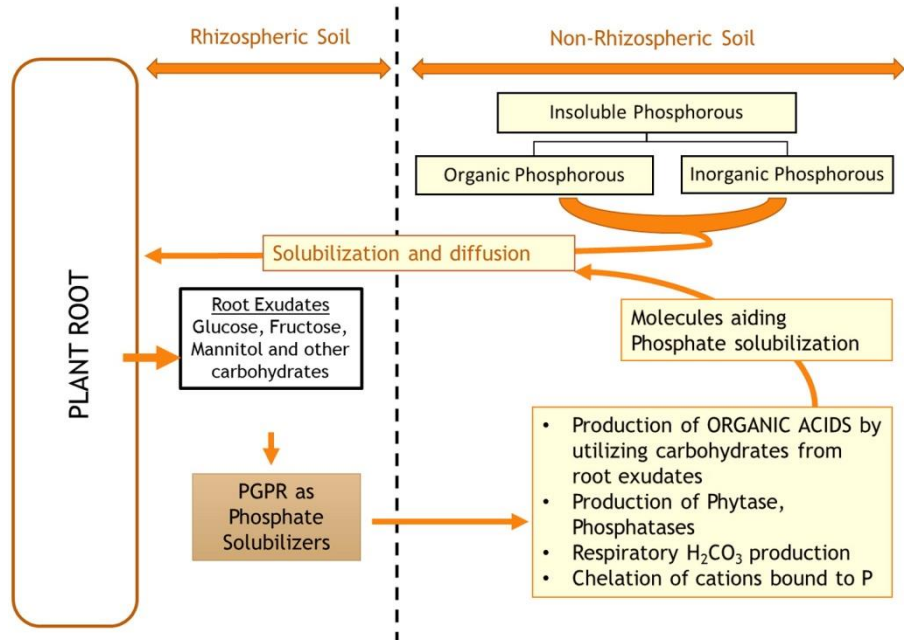 Rhizospheric Soil
Non-Rhizospheric Soil
Insoluble Phosphorous
Organic Phosphorous
Inorganic Phosphorous
Solubilization and diffusion
PLANT ROOT
Root Exudates
Glucose, Fructose,
Mannitol and other
carbohydrates
Molecules aiding
Phosphate solubilization
PGPR as
Phosphate
Solubilizers
• Production of ORGANIC ACIDS by
utilizing carbohydrates from
root exudates
• Production of Phytase,
Phosphatases
• Respiratory H₂CO₃ production
• Chelation of cations bound to P